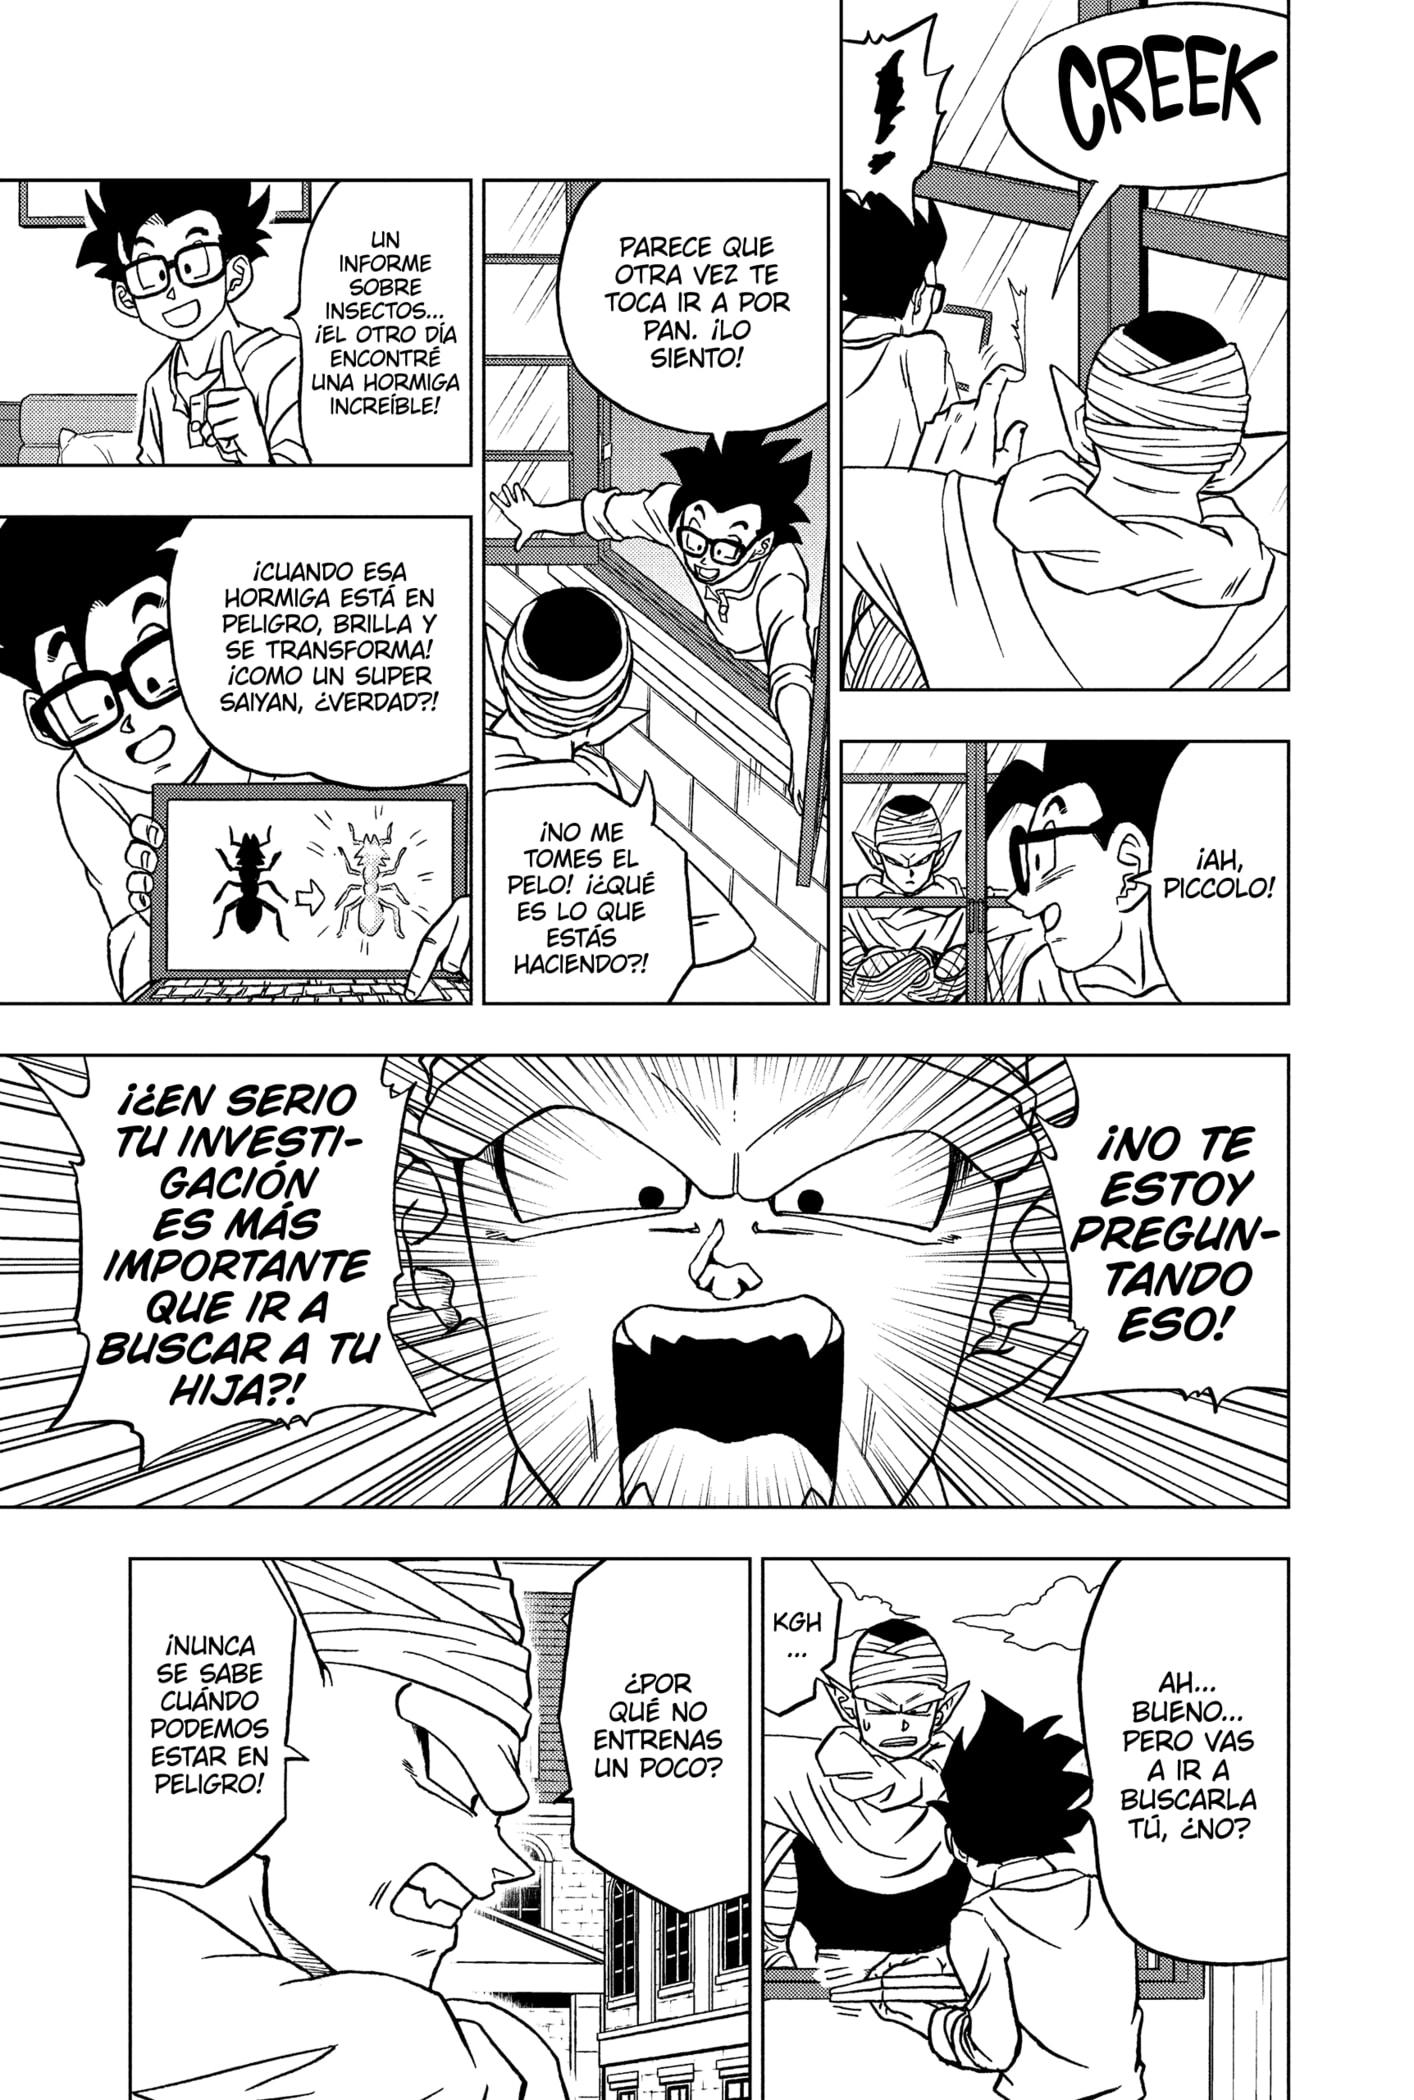 CREEK
!
¡AH,
PICCOLO!
PARECE QUE
OTRA VEZ TE
TOCA IR A POR
PAN. ¡LO
SIENTO!
¡NO ME
TOMES EL
PELO! ¡¿QUÉ
ES LO QUE
ESTÁS
HACIENDO?!
UN
INFORME
SOBRE
INSECTOS...
¡EL OTRO DÍA
ENCONTRÉ
UNA HORMIGA
INCREÍBLE!
¡CUANDO ESA
HORMIGA ESTÁ EN
PELIGRO, BRILLA Y
SE TRANSFORMA!
¡COMO UN SUPER
SAIYAN, ¿VERDAD?!
¡NO TE
ESTOY
PREGUN-
TANDO
ESO!
¡¿EN SERIO
TU INVESTI-
GACIÓN
ES MÁS
IMPORTANTE
QUE IR A
BUSCAR A TU
HIJA?!
AH...
BUENO...
PERO VAS
A IR A
BUSCARLA
TÚ, ¿NO?
KGH
...
¿POR
QUÉ NO
ENTRENAS
UN POCO?
¡NUNCA
SE SABE
CUÁNDO
PODEMOS
ESTAR EN
PELIGRO!